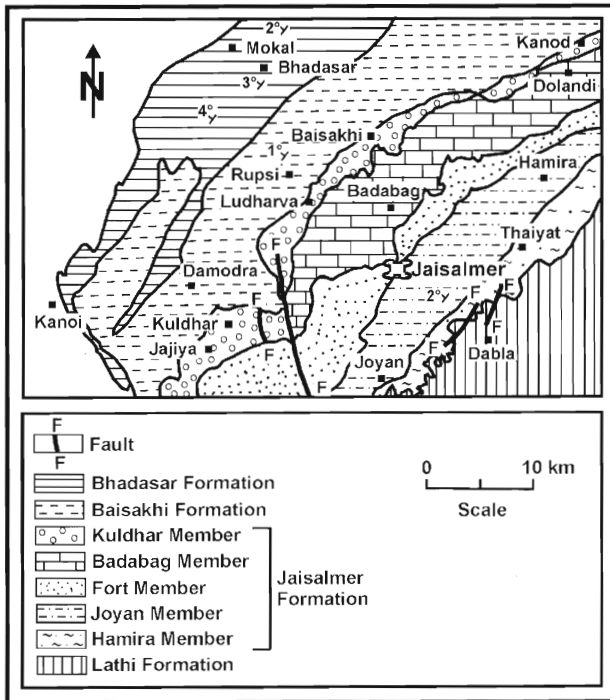 2°
Mokal
Kanod
N
Bhadasar
3°
Dolandi
4°
Baisakhi
1°
Hamira
Rupsi
Badabag
Ludharva
Thaiyat
F
Jaisalmer
Damodra
2°
F
F
F
Kanoi
Kuldhar
F
Jajiya
F
F
Dabla
Joyan
F
F
Fault
F
Bhadasar Formation
0 10 km
Baisakhi Formation
Scale
Kuldhar Member
Badabag Member
Fort Member
Jaisalmer
Formation
Joyan Member
Hamira Member
Lathi Formation